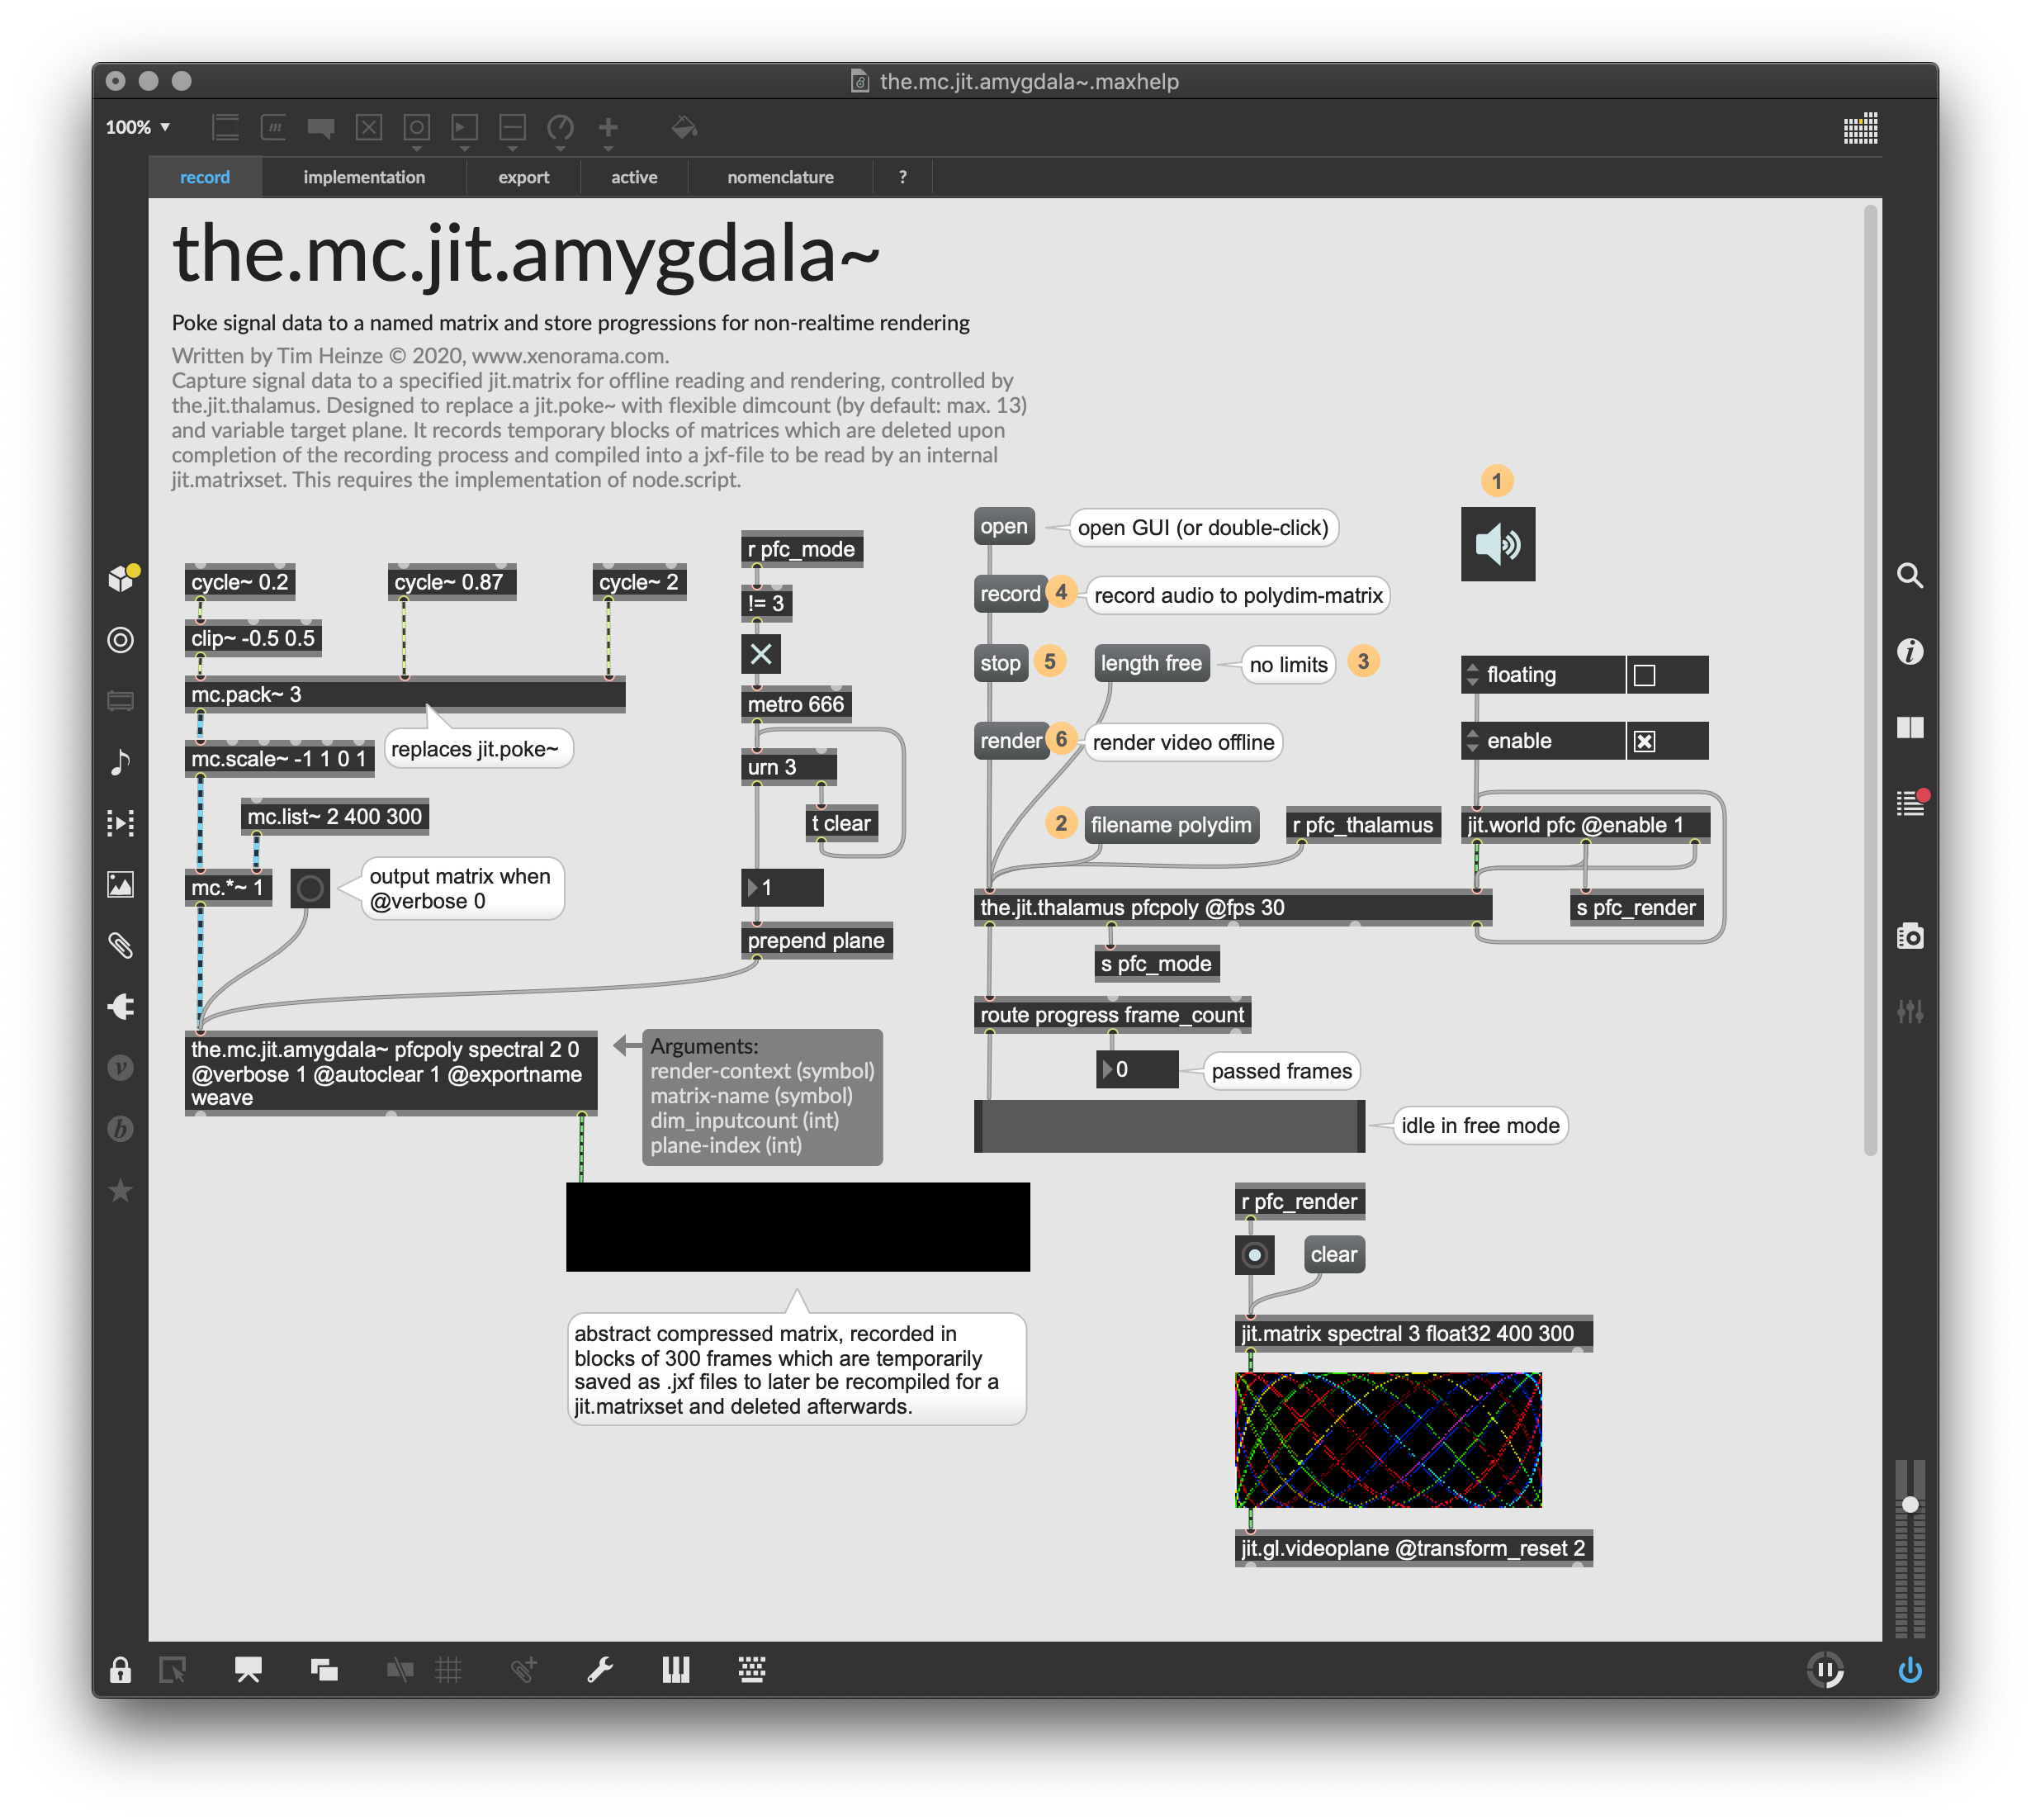 the.mc.jit.amygdala~.maxhelp
100%
record
implementation
export
active
nomenclature
?
the.mc.jit.amygdala~
Poke signal data to a named matrix and store progressions for non-realtime rendering
Written by Tim Heinze © 2020, www.xenorama.com.
Capture signal data to a specified jit.matrix for offline reading and rendering, controlled by
the.jit.thalamus. Designed to replace a jit.poke~ with flexible dimcount (by default: max. 13)
and variable target plane. It records temporary blocks of matrices which are deleted upon
completion of the recording process and compiled into a jxf-file to be read by an internal
jit.matrixset. This requires the implementation of node.script.
cycle~ 0.2
cycle~ 0.87
cycle~ 2
clip~ -0.5 0.5
mc.pack~ 3
replaces jit.poke~
mc.scale~ -1 1 0 1
mc.list~ 2 400 300
mc.*~ 1
output matrix when
@verbose 0
the.mc.jit.amygdala~ pfcpoly spectral 2 0
@verbose 1 @autoclear 1 @exportname
weave
Arguments:
render-context (symbol)
matrix-name (symbol)
dim_inputcount (int)
plane-index (int)
r pfc_mode
!= 3
metro 666
urn 3
t clear
1
prepend plane
abstract compressed matrix, recorded in
blocks of 300 frames which are temporarily
saved as .jxf files to later be recompiled for a
jit.matrixset and deleted afterwards.
open
open GUI (or double-click)
record
4
record audio to polydim-matrix
stop
5
length free
no limits
3
render
6
render video offline
2
filename polydim
r pfc_thalamus
the.jit.thalamus pfcpoly @fps 30
s pfc_mode
route progress frame_count
0
passed frames
idle in free mode
1
floating
enable
jit.world pfc @enable 1
s pfc_render
r pfc_render
clear
jit.matrix spectral 3 float32 400 300
jit.gl.videoplane @transform_reset 2